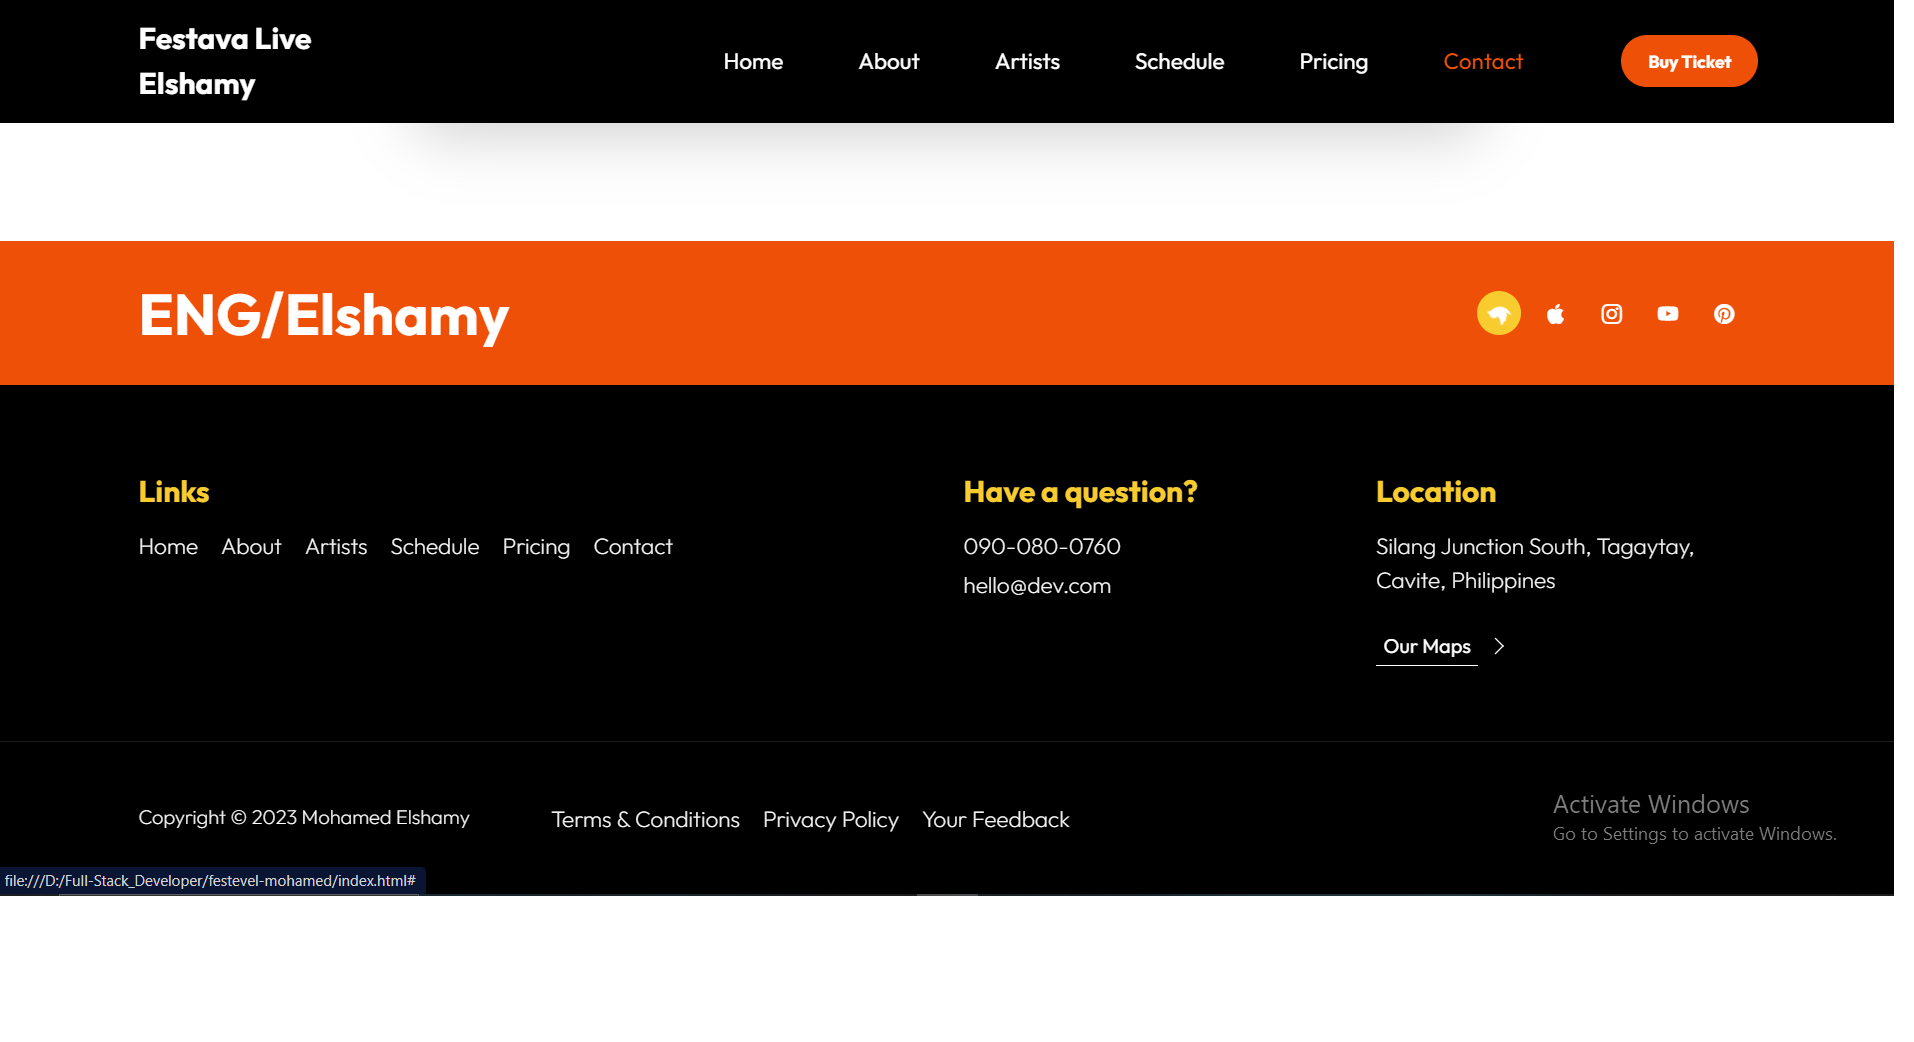 Festava Live
Elshamy
Home About Artists Schedule Pricing Contact Buy Ticket
ENG/Elshamy
Links
Home About Artists Schedule Pricing Contact
Have a question?
090-080-0760
hello@dev.com
Location
Silang Junction South, Tagaytay,
Cavite, Philippines
Our Maps
Copyright © 2023 Mohamed Elshamy
Terms & Conditions Privacy Policy Your Feedback
Activate Windows
Go to Settings to activate Windows.
file:///D:/Full-Stack_Developer/festevel-mohamed/index.html#